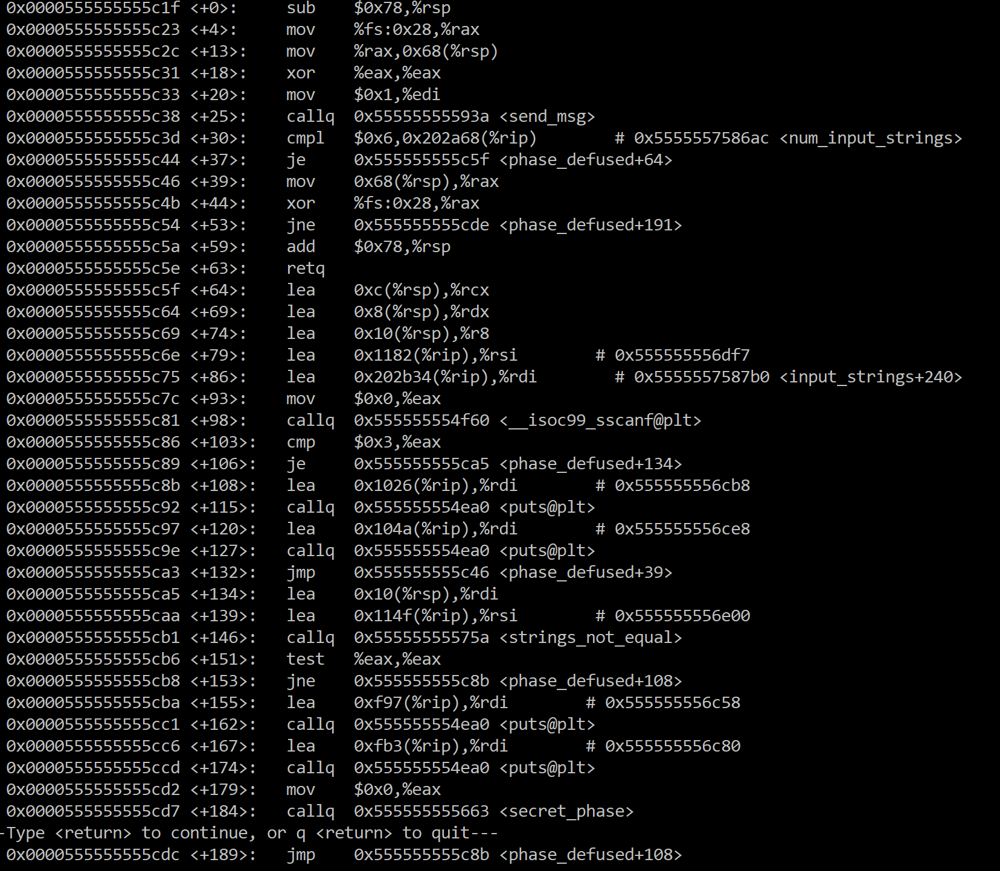 0x0000555555555c1f <+0>: sub $0x78,%rsp
0x0000555555555c23 <+4>: mov %fs:0x28,%rax
0x0000555555555c2c <+13>: mov %rax,0x68(%rsp)
0x0000555555555c31 <+18>: xor %eax,%eax
0x0000555555555c33 <+20>: mov $0x1,%edi
0x0000555555555c38 <+25>: callq 0x55555555593a <send_msg>
0x0000555555555c3d <+30>: cmpl $0x6,0x202a68(%rip) # 0x5555557586ac <num_input_strings>
0x0000555555555c44 <+37>: je 0x555555555c5f <phase_defused+64>
0x0000555555555c46 <+39>: mov 0x68(%rsp),%rax
0x0000555555555c4b <+44>: xor %fs:0x28,%rax
0x0000555555555c54 <+53>: jne 0x555555555cde <phase_defused+191>
0x0000555555555c5a <+59>: add $0x78,%rsp
0x0000555555555c5e <+63>: retq
0x0000555555555c5f <+64>: lea 0xc(%rsp),%rcx
0x0000555555555c64 <+69>: lea 0x8(%rsp),%rdx
0x0000555555555c69 <+74>: lea 0x10(%rsp),%r8
0x0000555555555c6e <+79>: lea 0x1182(%rip),%rsi # 0x555555556df7
0x0000555555555c75 <+86>: lea 0x202b34(%rip),%rdi # 0x5555557587b0 <input_strings+240>
0x0000555555555c7c <+93>: mov $0x0,%eax
0x0000555555555c81 <+98>: callq 0x555555554f60 <__isoc99_sscanf@plt>
0x0000555555555c86 <+103>: cmp $0x3,%eax
0x0000555555555c89 <+106>: je 0x555555555ca5 <phase_defused+134>
0x0000555555555c8b <+108>: lea 0x1026(%rip),%rdi # 0x555555556cb8
0x0000555555555c92 <+115>: callq 0x555555554ea0 <puts@plt>
0x0000555555555c97 <+120>: lea 0x104a(%rip),%rdi # 0x555555556ce8
0x0000555555555c9e <+127>: callq 0x555555554ea0 <puts@plt>
0x0000555555555ca3 <+132>: jmp 0x555555555c46 <phase_defused+39>
0x0000555555555ca5 <+134>: lea 0x10(%rsp),%rdi
0x0000555555555caa <+139>: lea 0x114f(%rip),%rsi # 0x555555556e00
0x0000555555555cb1 <+146>: callq 0x55555555575a <strings_not_equal>
0x0000555555555cb6 <+151>: test %eax,%eax
0x0000555555555cb8 <+153>: jne 0x555555555c8b <phase_defused+108>
0x0000555555555cba <+155>: lea 0xf97(%rip),%rdi # 0x555555556c58
0x0000555555555cc1 <+162>: callq 0x555555554ea0 <puts@plt>
0x0000555555555cc6 <+167>: lea 0xfb3(%rip),%rdi # 0x555555556c80
0x0000555555555ccd <+174>: callq 0x555555554ea0 <puts@plt>
0x0000555555555cd2 <+179>: mov $0x0,%eax
0x0000555555555cd7 <+184>: callq 0x555555555663 <secret_phase>
-Type <return> to continue, or q <return> to quit---
0x0000555555555cdc <+189>: jmp 0x555555555c8b <phase_defused+108>